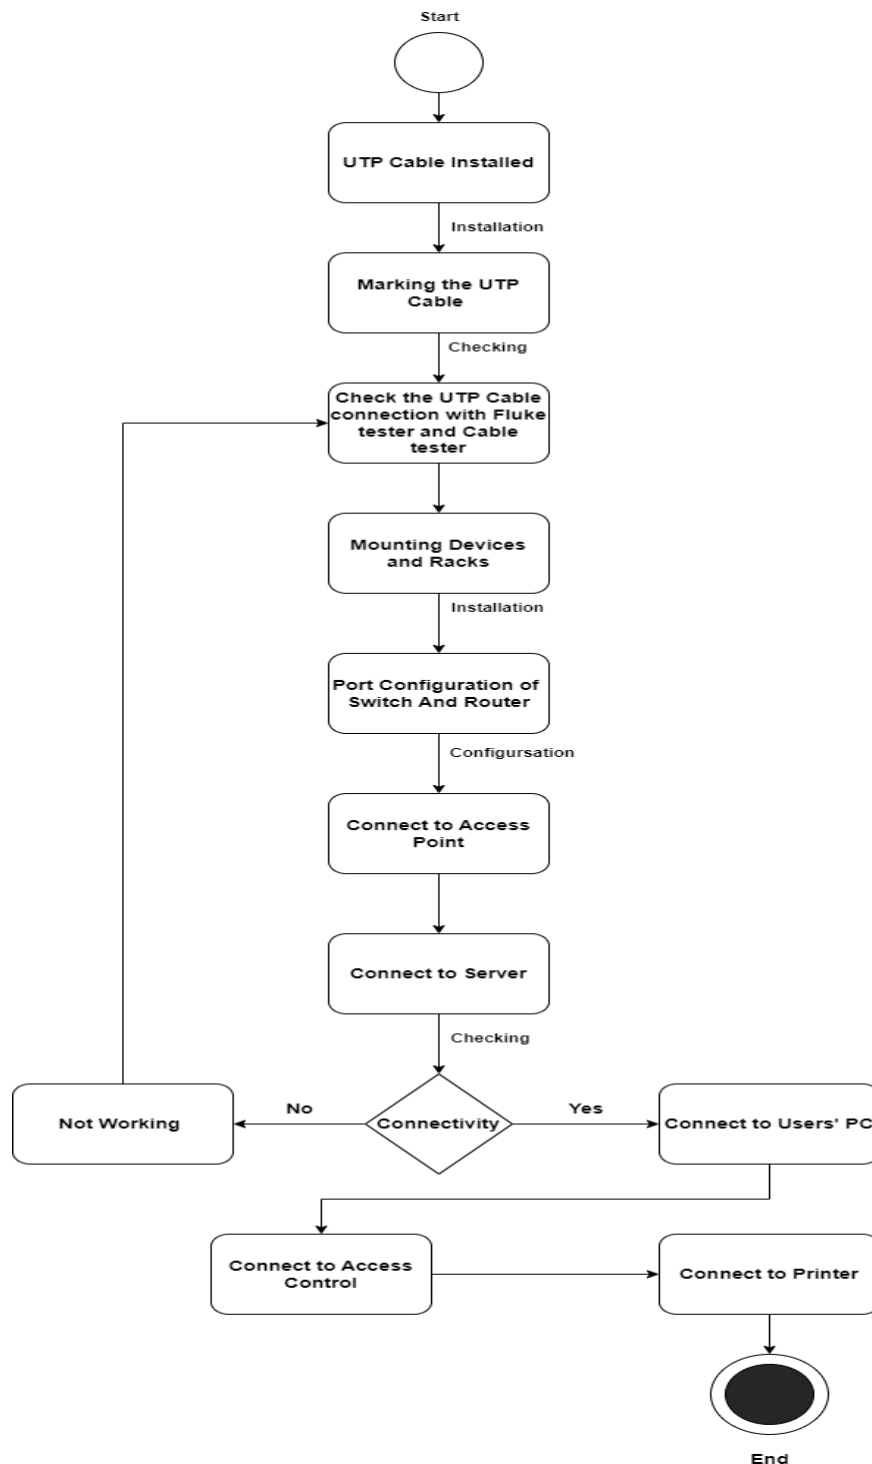 Start
UTP Cable Installed
Installation
Marking the UTP
Cable
Checking
Check the UTP Cable
connection with Fluke
tester and Cable
tester
Mounting Devices
and Racks
Installation
Port Configuration of
Switch And Router
Configursation
Connect to Access
Point
Connect to Server
Checking
Not Working
No
Connectivity
Yes
Connect to Users' PC
Connect to Access
Control
Connect to Printer
End